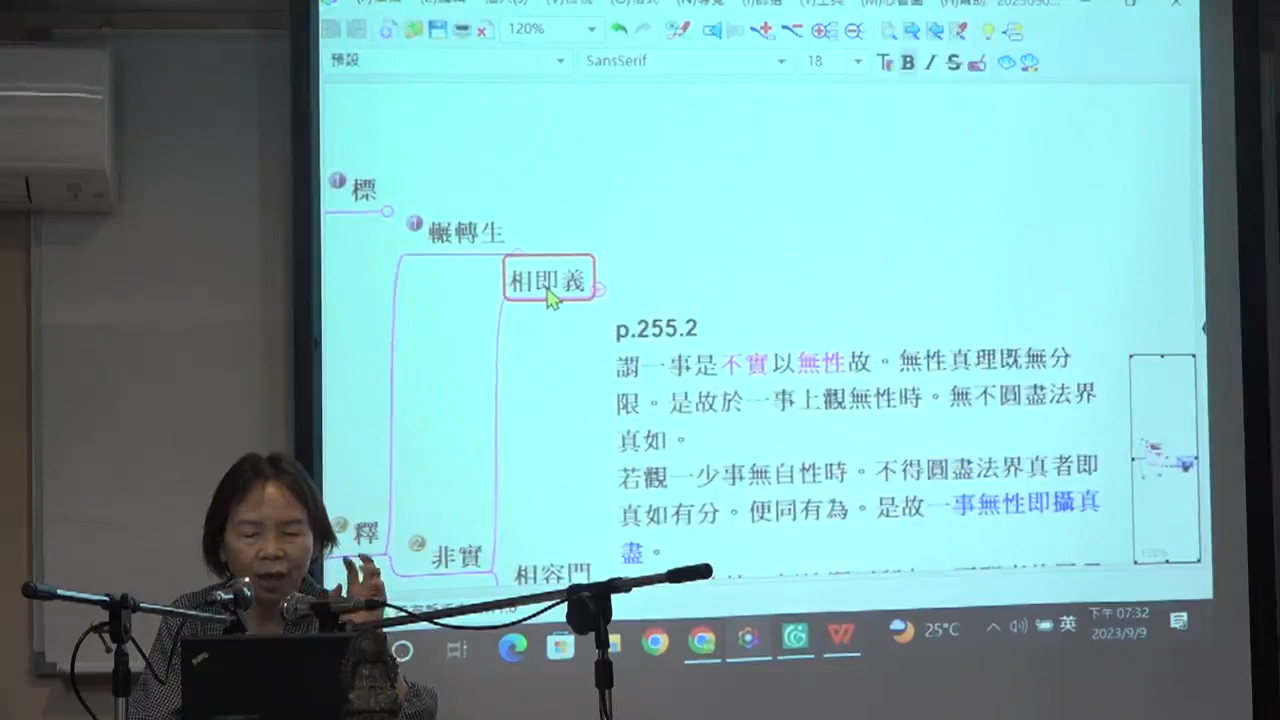 120%
預設
SansSerif
18
標
輾轉生
相即義
p.255.2
謂一事是不實以無性故。無性真理既無分
限。是故於一事上觀無性時。無不圓盡法界
真如。
若觀一少事無自性時。不得圓盡法界真者即
真如有分。便同有為。是故一事無性即攝真
盡。
釋
非實
相容門
25°C
英
下午 07:32
2023/9/9